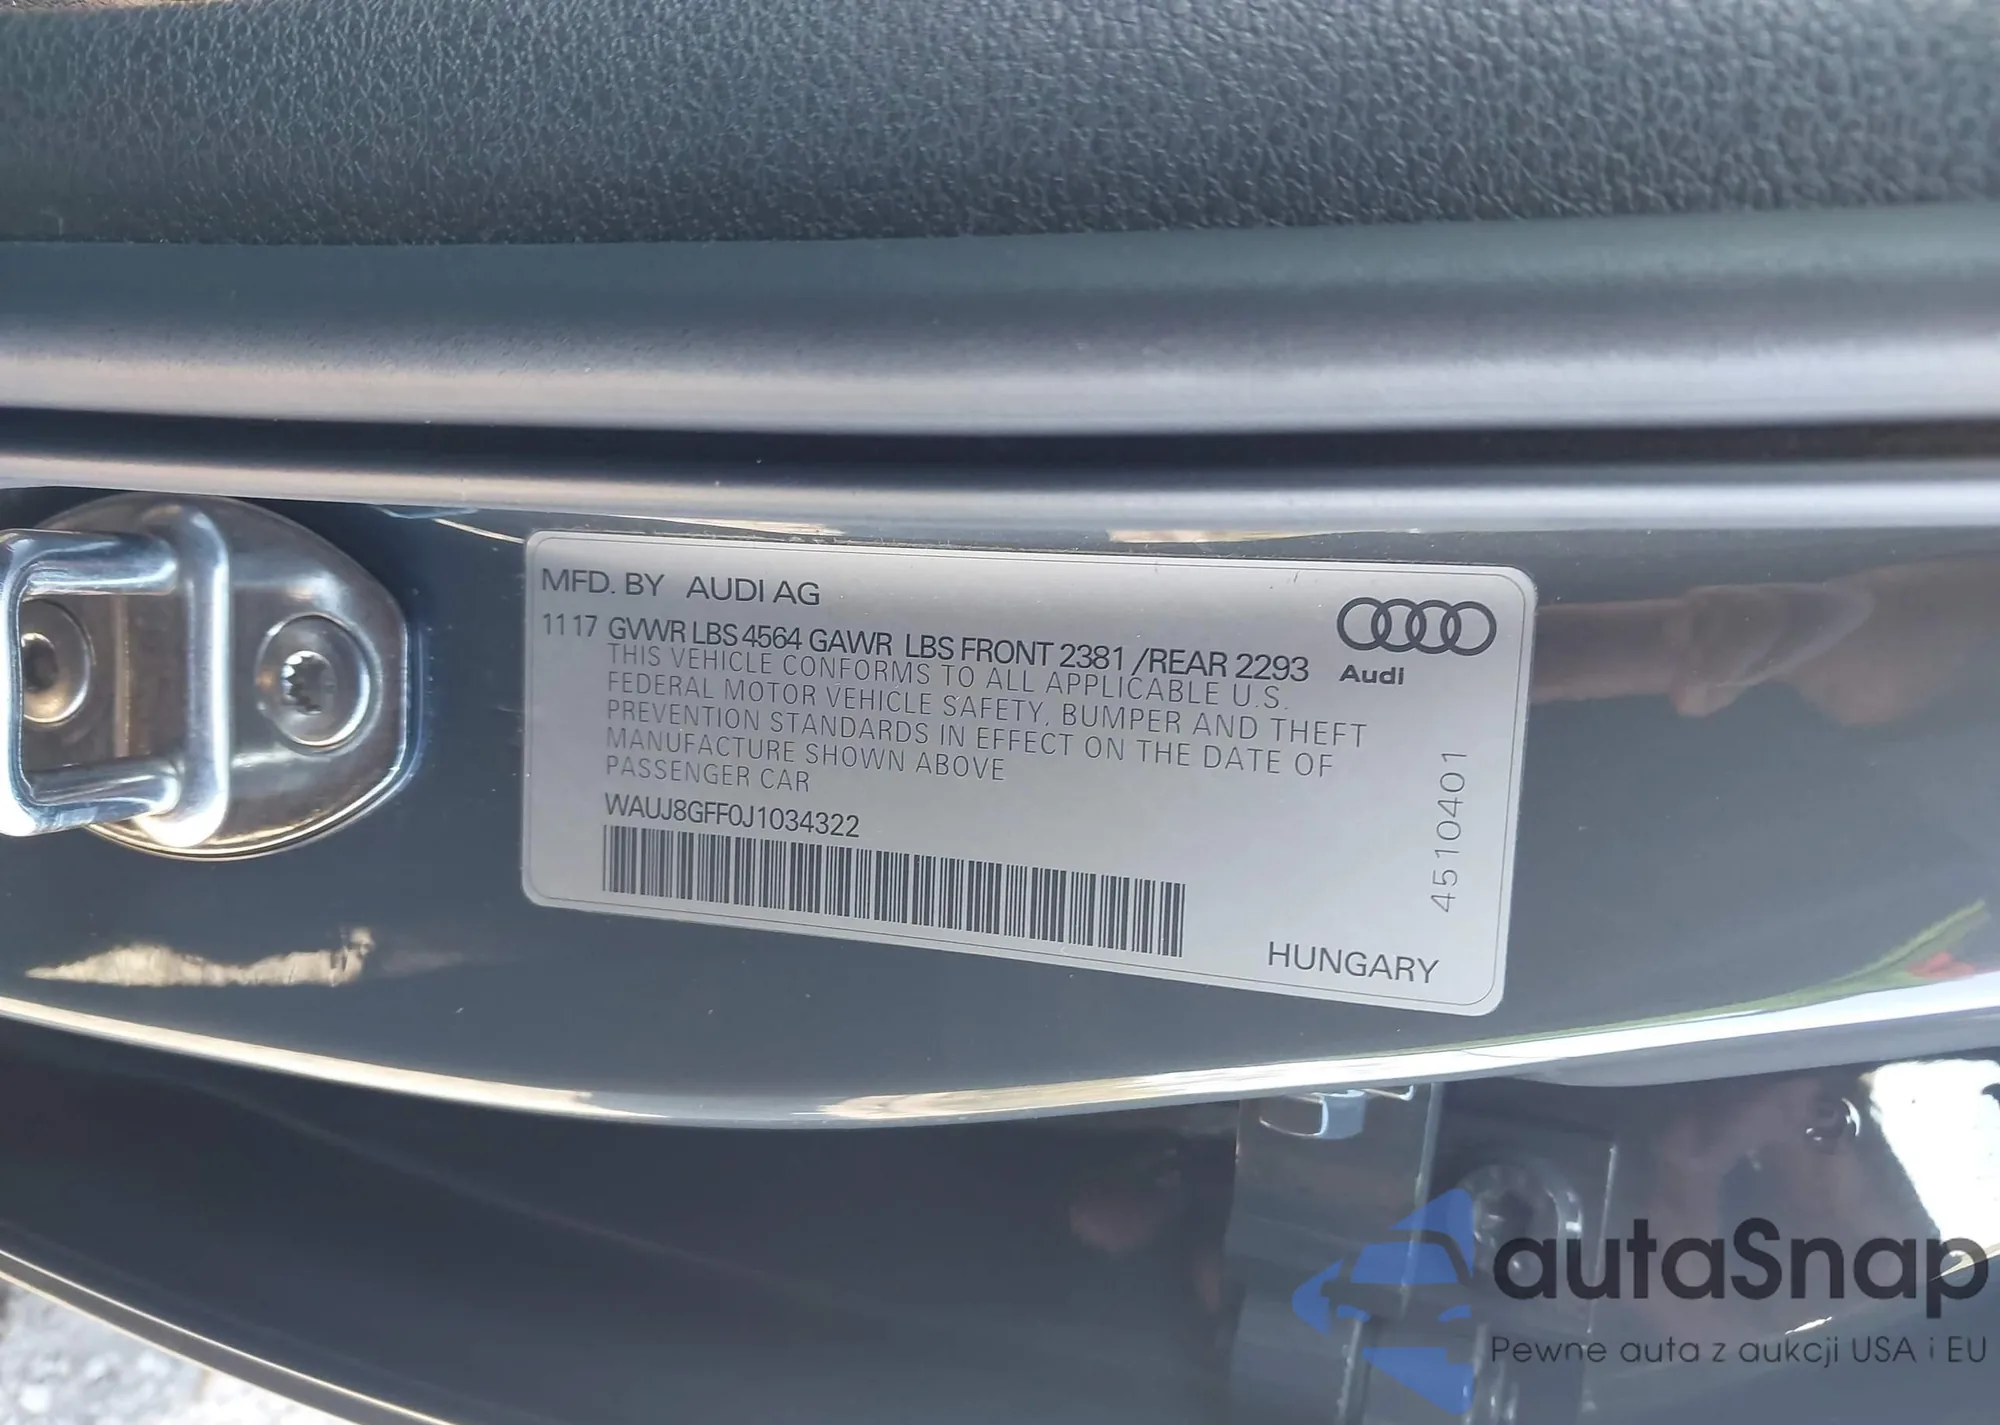 MFD. BY AUDI AG
11 17 GVWR LBS 4564 GAWR LBS FRONT 2381 /REAR 2293
THIS VEHICLE CONFORMS TO ALL APPLICABLE U.S.
FEDERAL MOTOR VEHICLE SAFETY, BUMPER AND THEFT
PREVENTION STANDARDS IN EFFECT ON THE DATE OF
MANUFACTURE SHOWN ABOVE
PASSENGER CAR
WAUJ8GFF0J1034322
Audi
4510401
HUNGARY
autaSnap
Pewne auta z aukcji USA i EU